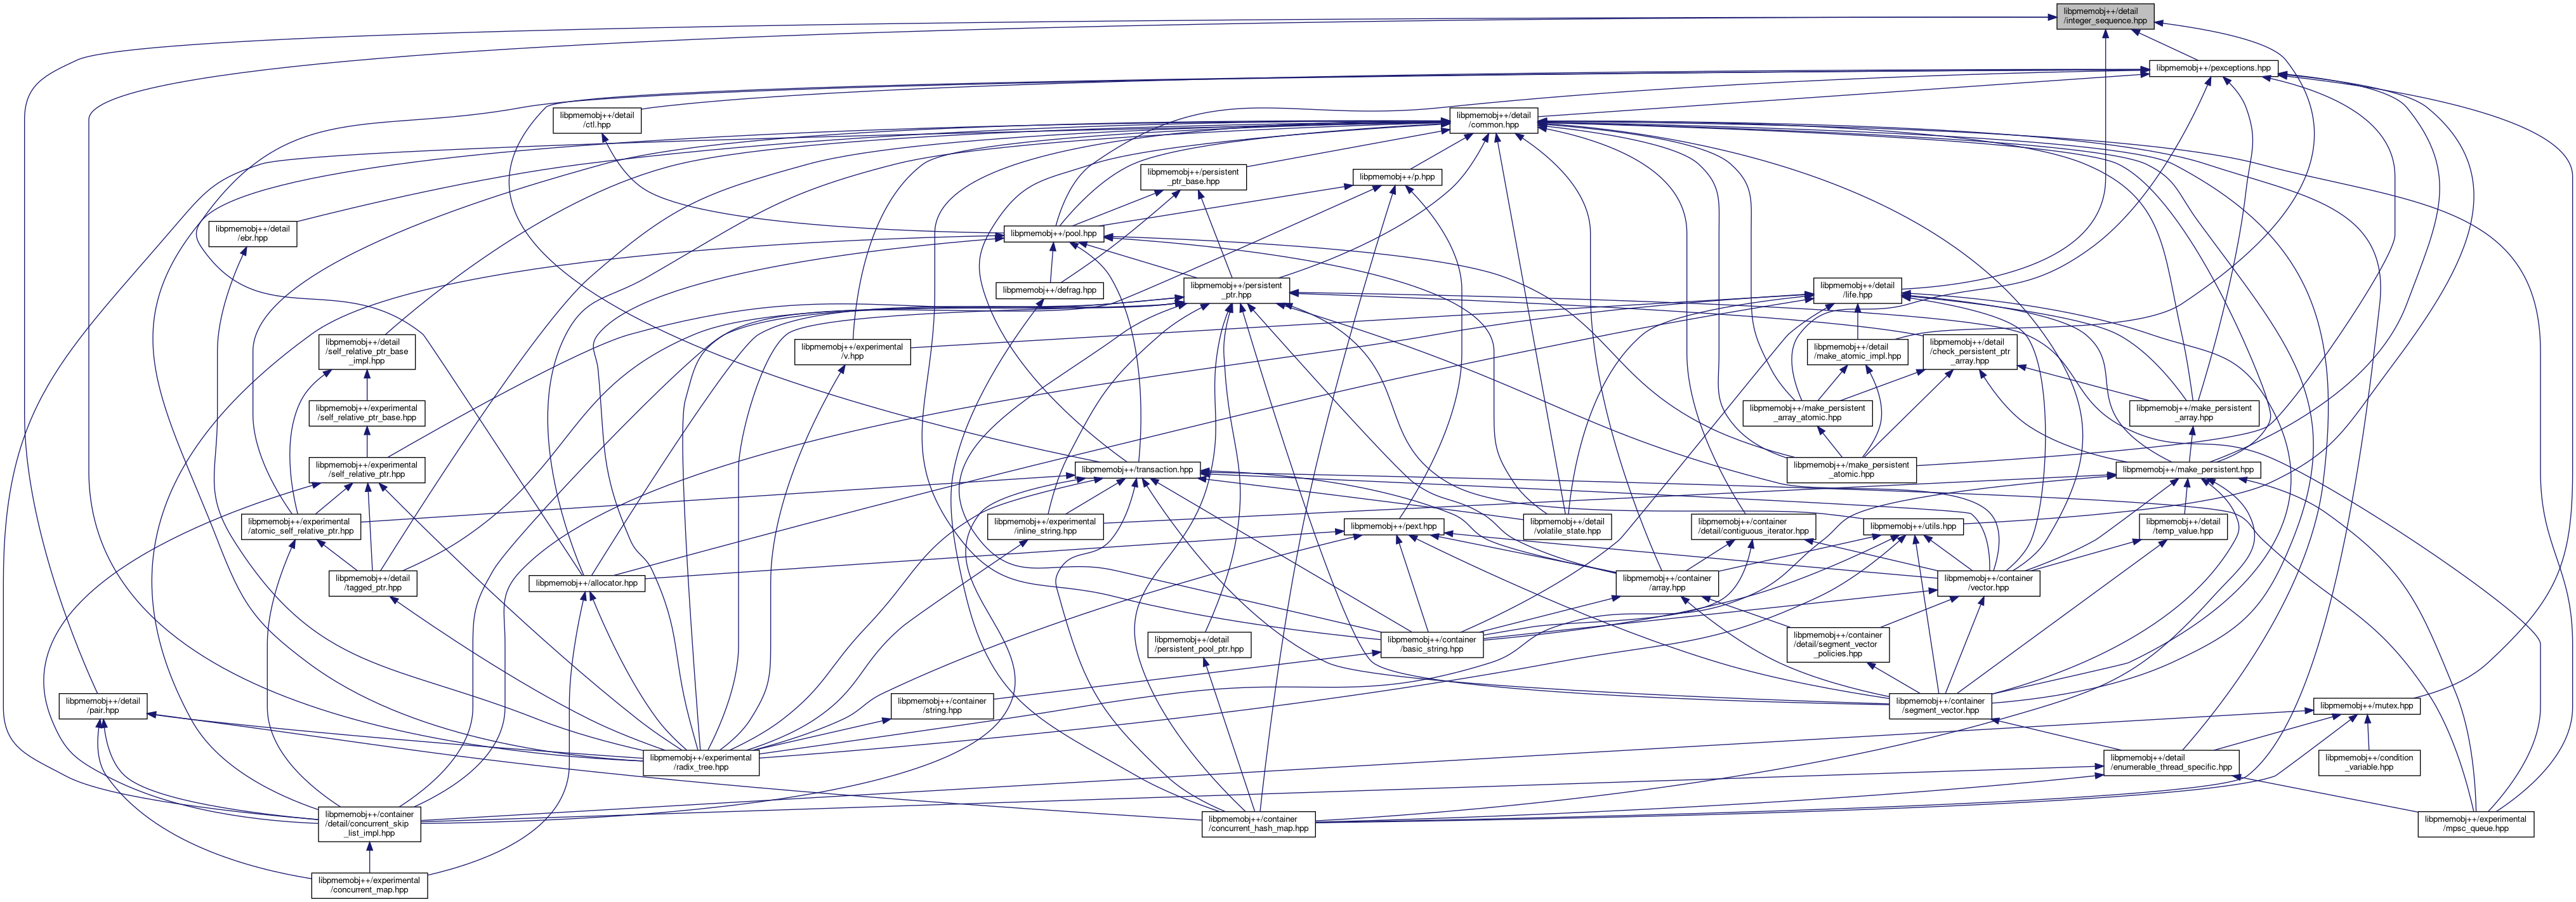 libpmemobj++/detail
/integer_sequence.hpp
libpmemobj++/pexceptions.hpp
libpmemobj++/detail
/ctl.hpp
libpmemobj++/detail
/common.hpp
libpmemobj++/persistent
_ptr_base.hpp
libpmemobj++/p.hpp
libpmemobj++/detail
/ebr.hpp
libpmemobj++/pool.hpp
libpmemobj++/defrag.hpp
libpmemobj++/persistent
_ptr.hpp
libpmemobj++/detail
/life.hpp
libpmemobj++/detail
/self_relative_ptr_base
_impl.hpp
libpmemobj++/experimental
/v.hpp
libpmemobj++/detail
/make_atomic_impl.hpp
libpmemobj++/detail
/check_persistent_ptr
_array.hpp
libpmemobj++/experimental
/self_relative_ptr_base.hpp
libpmemobj++/make_persistent
_array_atomic.hpp
libpmemobj++/make_persistent
_array.hpp
libpmemobj++/experimental
/self_relative_ptr.hpp
libpmemobj++/transaction.hpp
libpmemobj++/make_persistent
_atomic.hpp
libpmemobj++/make_persistent.hpp
libpmemobj++/experimental
/atomic_self_relative_ptr.hpp
libpmemobj++/experimental
/inline_string.hpp
libpmemobj++/pext.hpp
libpmemobj++/detail
/volatile_state.hpp
libpmemobj++/container
/detail/contiguous_iterator.hpp
libpmemobj++/utils.hpp
libpmemobj++/detail
/temp_value.hpp
libpmemobj++/detail
/tagged_ptr.hpp
libpmemobj++/allocator.hpp
libpmemobj++/container
/array.hpp
libpmemobj++/container
/vector.hpp
libpmemobj++/detail
/persistent_pool_ptr.hpp
libpmemobj++/container
/basic_string.hpp
libpmemobj++/container
/detail/segment_vector
_policies.hpp
libpmemobj++/detail
/pair.hpp
libpmemobj++/container
/string.hpp
libpmemobj++/container
/segment_vector.hpp
libpmemobj++/mutex.hpp
libpmemobj++/experimental
/radix_tree.hpp
libpmemobj++/detail
/enumerable_thread_specific.hpp
libpmemobj++/condition
_variable.hpp
libpmemobj++/container
/detail/concurrent_skip
_list_impl.hpp
libpmemobj++/container
/concurrent_hash_map.hpp
libpmemobj++/experimental
/mpsc_queue.hpp
libpmemobj++/experimental
/concurrent_map.hpp